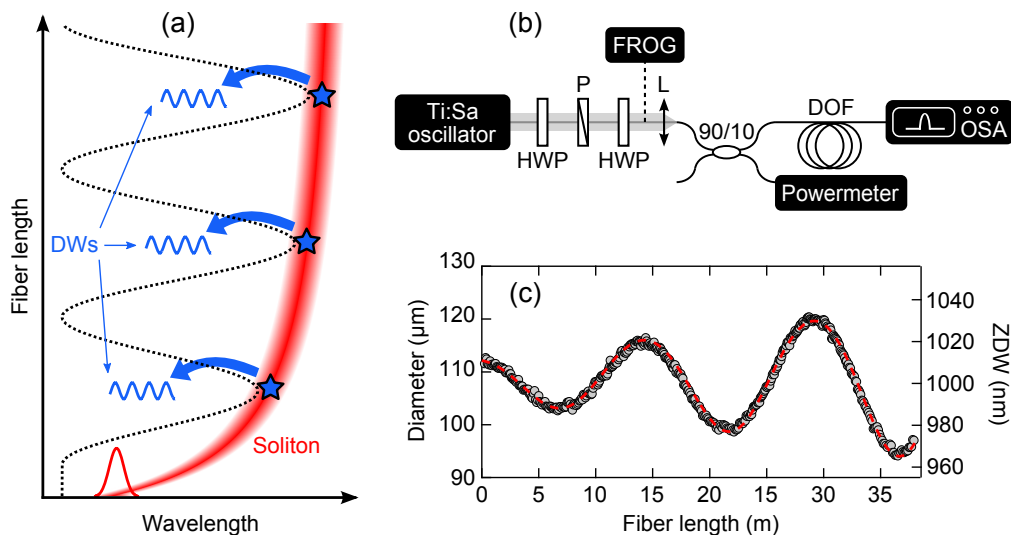 (a)
DWs
Soliton
Fiber length
Wavelength
(b)
FROG
Ti:Sa
oscillator
HWP
P
HWP
L
90/10
DOF
OSA
Powermeter
(c)
130
120
110
100
90
Diameter (µm)
1040
1020
1000
980
960
ZDW (nm)
0 5 10 15 20 25 30 35
Fiber length (m)